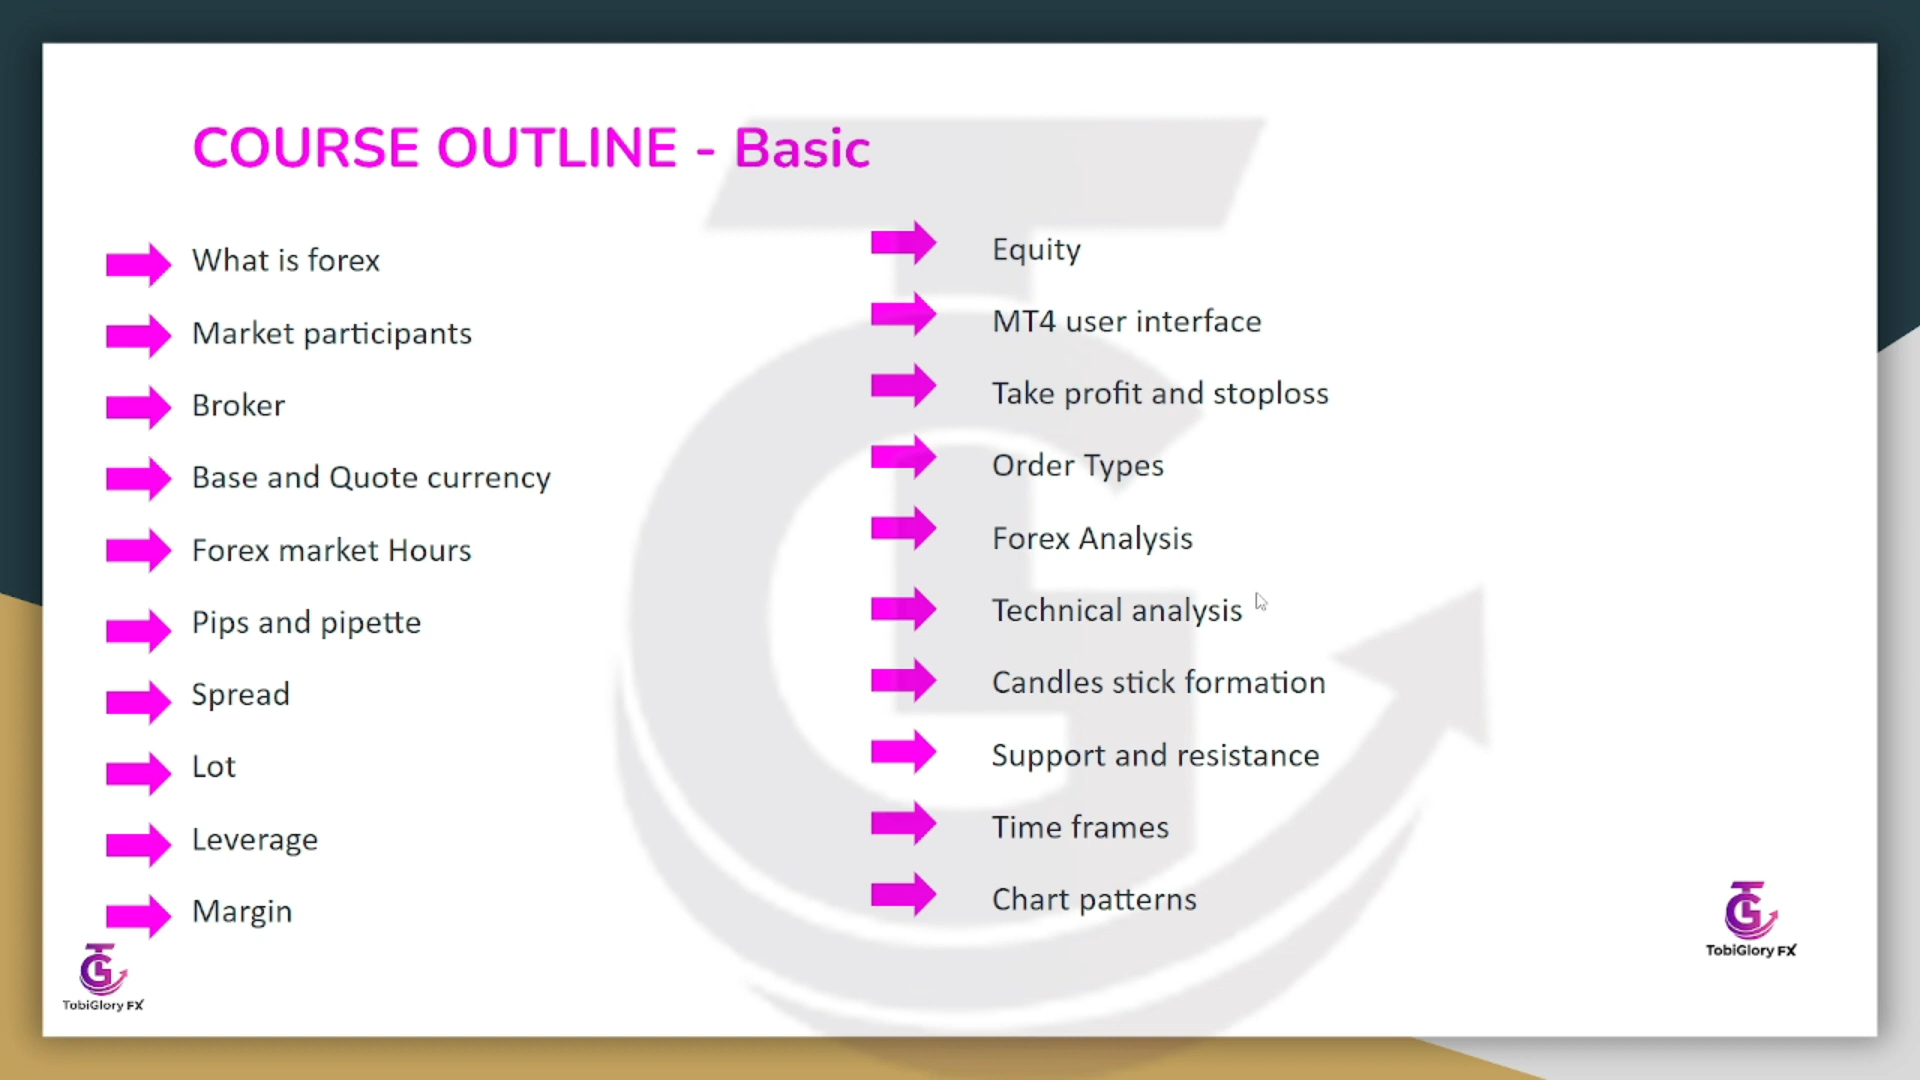 COURSE OUTLINE - Basic
What is forex
Market participants
Broker
Base and Quote currency
Forex market Hours
Pips and pipette
Spread
Lot
Leverage
Margin
Equity
MT4 user interface
Take profit and stoploss
Order Types
Forex Analysis
Technical analysis
Candles stick formation
Support and resistance
Time frames
Chart patterns
TobiGlory FX
TobiGlory FX